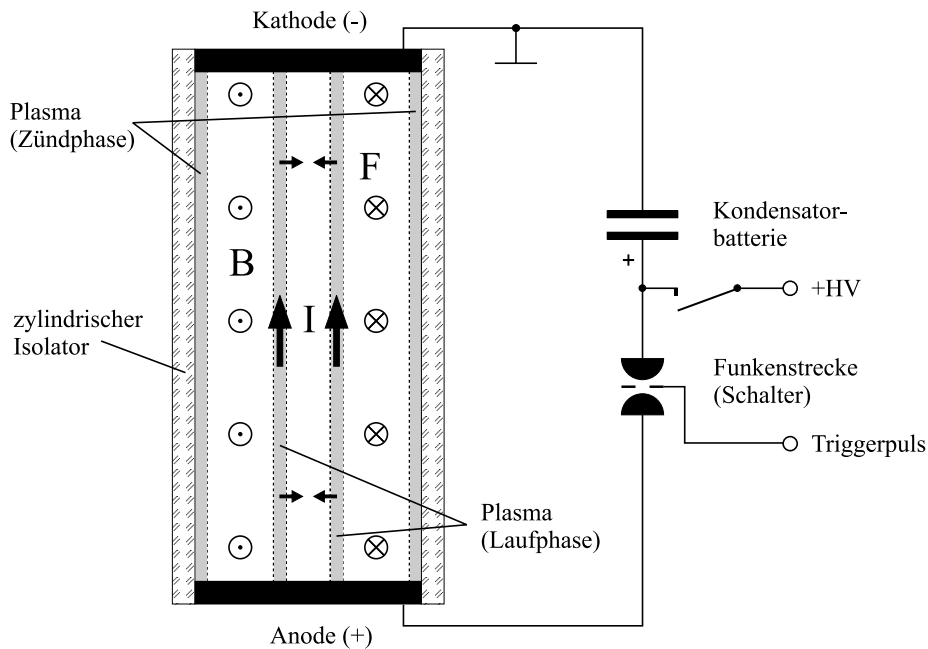 Kathode (-)
Plasma
(Zündphase)
F
B
zylindrischer
Isolator
I
Plasma
(Laufphase)
Anode (+)
Kondensator-
batterie
+
+HV
Funkenstrecke
(Schalter)
Triggerpuls